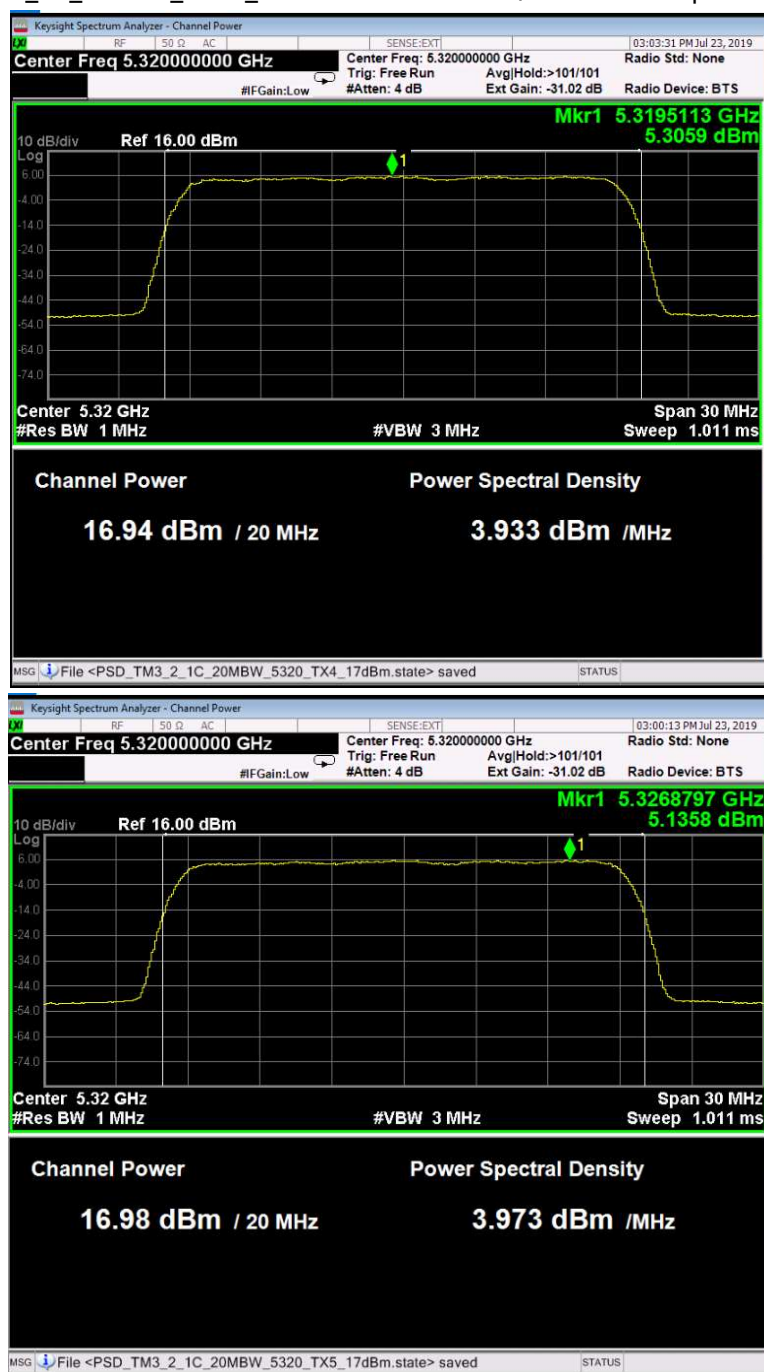 Keysight Spectrum Analyzer - Channel Power
LXI RF 50 Ω AC SENSE:EXT 03:03:31 PM Jul 23, 2019
Center Freq 5.320000000 GHz Center Freq: 5.320000000 GHz Radio Std: None
Trig: Free Run Avg|Hold:>101/101
#IFGain:Low #Atten: 4 dB Ext Gain: -31.02 dB Radio Device: BTS
Mkr1 5.3195113 GHz
10 dB/div Ref 16.00 dBm 5.3059 dBm
Log
6.00
1
-4.00
-14.0
-24.0
-34.0
-44.0
-54.0
-64.0
-74.0
Center 5.32 GHz Span 30 MHz
#Res BW 1 MHz #VBW 3 MHz Sweep 1.011 ms
Channel Power Power Spectral Density
16.94 dBm / 20 MHz 3.933 dBm /MHz
MSG File <PSD_TM3_2_1C_20MBW_5320_TX4_17dBm.state> saved STATUS
Keysight Spectrum Analyzer - Channel Power
LXI RF 50 Ω AC SENSE:EXT 03:00:13 PM Jul 23, 2019
Center Freq 5.320000000 GHz Center Freq: 5.320000000 GHz Radio Std: None
Trig: Free Run Avg|Hold:>101/101
#IFGain:Low #Atten: 4 dB Ext Gain: -31.02 dB Radio Device: BTS
Mkr1 5.3268797 GHz
10 dB/div Ref 16.00 dBm 5.1358 dBm
Log
1
6.00
-4.00
-14.0
-24.0
-34.0
-44.0
-54.0
-64.0
-74.0
Center 5.32 GHz Span 30 MHz
#Res BW 1 MHz #VBW 3 MHz Sweep 1.011 ms
Channel Power Power Spectral Density
16.98 dBm / 20 MHz 3.973 dBm /MHz
MSG File <PSD_TM3_2_1C_20MBW_5320_TX5_17dBm.state> saved STATUS